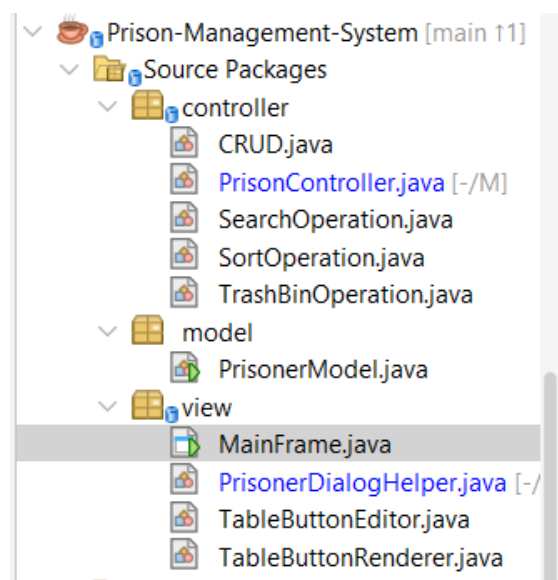 Prison-Management-System [main ↑1]
Source Packages
controller
CRUD.java
PrisonController.java [-/M]
SearchOperation.java
SortOperation.java
TrashBinOperation.java
model
PrisonerModel.java
view
MainFrame.java
PrisonerDialogHelper.java [-/
TableButtonEditor.java
TableButtonRenderer.java